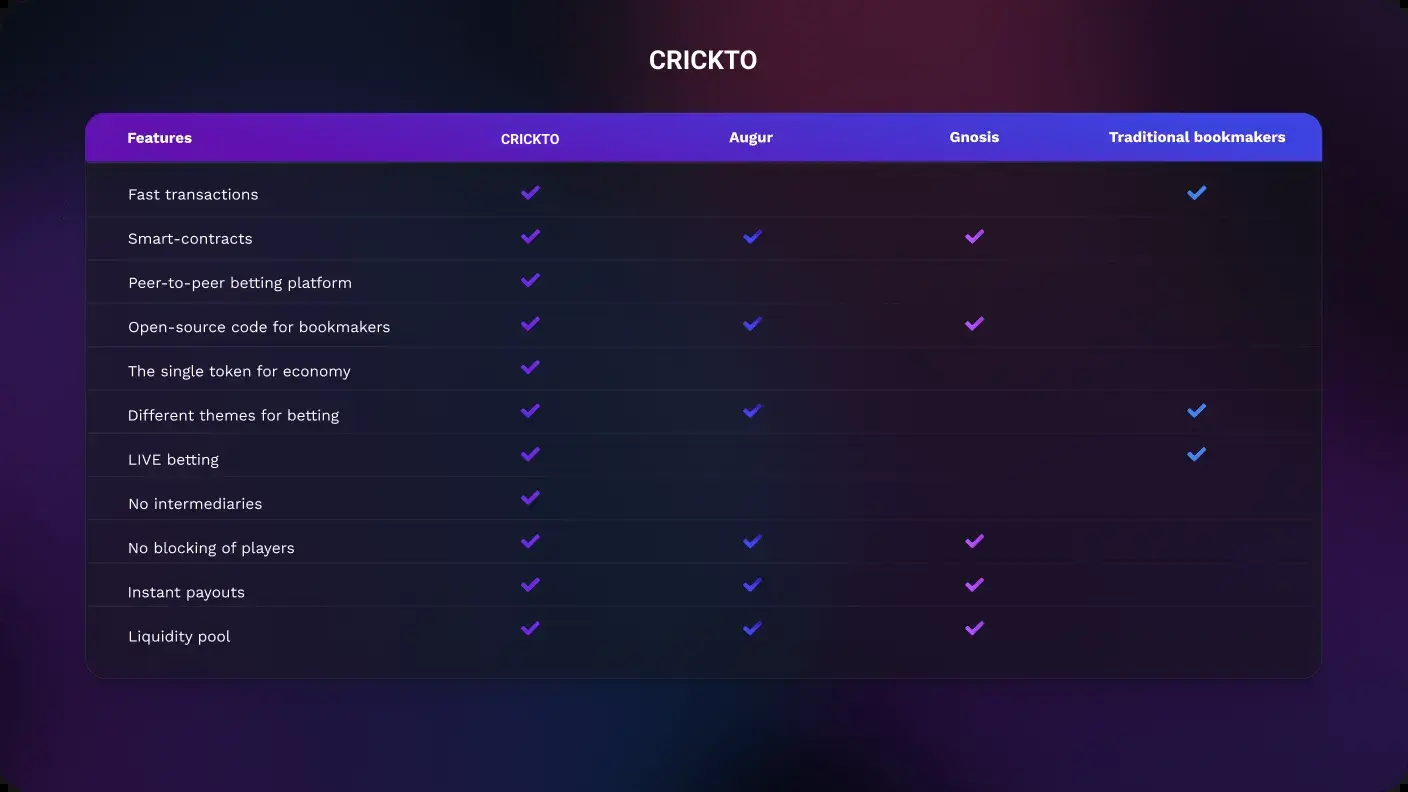 CRICKTO
Features CRICKTO Augur Gnosis Traditional bookmakers
Fast transactions
Smart-contracts
Peer-to-peer betting platform
Open-source code for bookmakers
The single token for economy
Different themes for betting
LIVE betting
No intermediaries
No blocking of players
Instant payouts
Liquidity pool